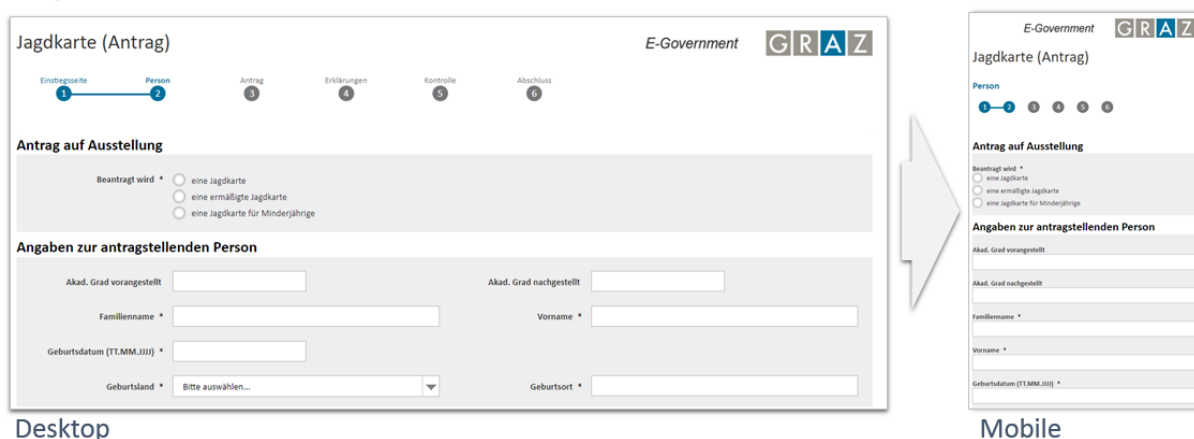 Jagdkarte (Antrag)
E-Government
GRAZ
Einstiegsseite Person Antrag Erklärungen Kontrolle Abschluss
1 2 3 4 5 6
Antrag auf Ausstellung
Beantragt wird *
eine Jagdkarte
eine ermäßigte Jagdkarte
eine Jagdkarte für Minderjährige
Angaben zur antragstellenden Person
Akad. Grad vorangestellt
Akad. Grad nachgestellt
Familienname *
Vorname *
Geburtsdatum (TT.MM.JJJJ) *
Geburtsland *
Bitte auswählen...
Geburtsort *
Desktop
E-Government
GRAZ
Jagdkarte (Antrag)
Person
1 2 3 4 5 6
Antrag auf Ausstellung
Beantragt wird *
eine Jagdkarte
eine ermäßigte Jagdkarte
eine Jagdkarte für Minderjährige
Angaben zur antragstellenden Person
Akad. Grad vorangestellt
Akad. Grad nachgestellt
Familienname *
Vorname *
Geburtsdatum (TT.MM.JJJJ) *
Mobile